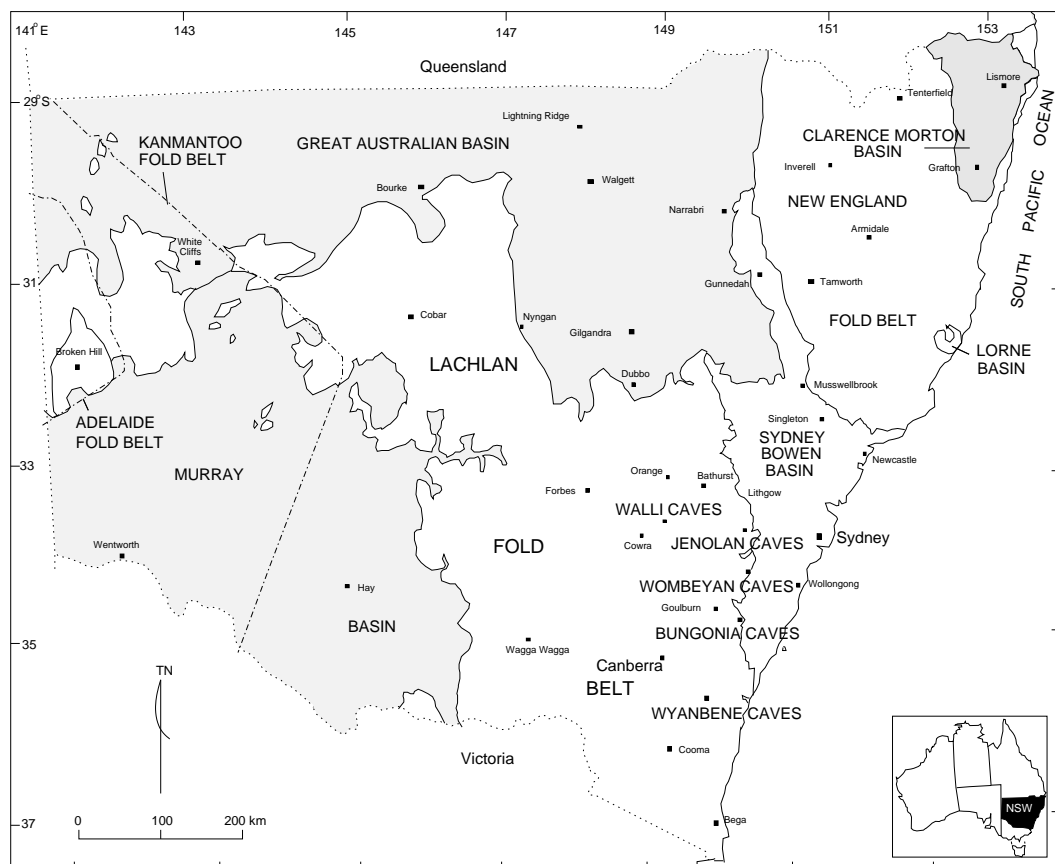 141° E
143
145
147
149
151
153
Queensland
29°S
Lismore
Tenterfield
Lightning Ridge
KANMANTOO
FOLD BELT
GREAT AUSTRALIAN BASIN
CLARENCE MORTON
BASIN
SOUTH PACIFIC OCEAN
Inverell
Grafton
Bourke
Walgett
NEW ENGLAND
Narrabri
Armidale
White
Cliffs
31
Gunnedah
Tamworth
Cobar
Nyngan
Gilgandra
FOLD BELT
Broken Hill
LACHLAN
LORNE
BASIN
Dubbo
Musswellbrook
ADELAIDE
FOLD BELT
Singleton
SYDNEY
BOWEN
BASIN
33
MURRAY
Newcastle
Orange
Bathurst
Forbes
Lithgow
WALLI CAVES
Wentworth
FOLD
Cowra
JENOLAN CAVES
Sydney
Hay
WOMBEYAN CAVES
Wollongong
Goulburn
BASIN
BUNGONIA CAVES
35
Wagga Wagga
Canberra
BELT
TN
WYANBENE CAVES
Victoria
Cooma
NSW
37
0
100
200 km
Bega